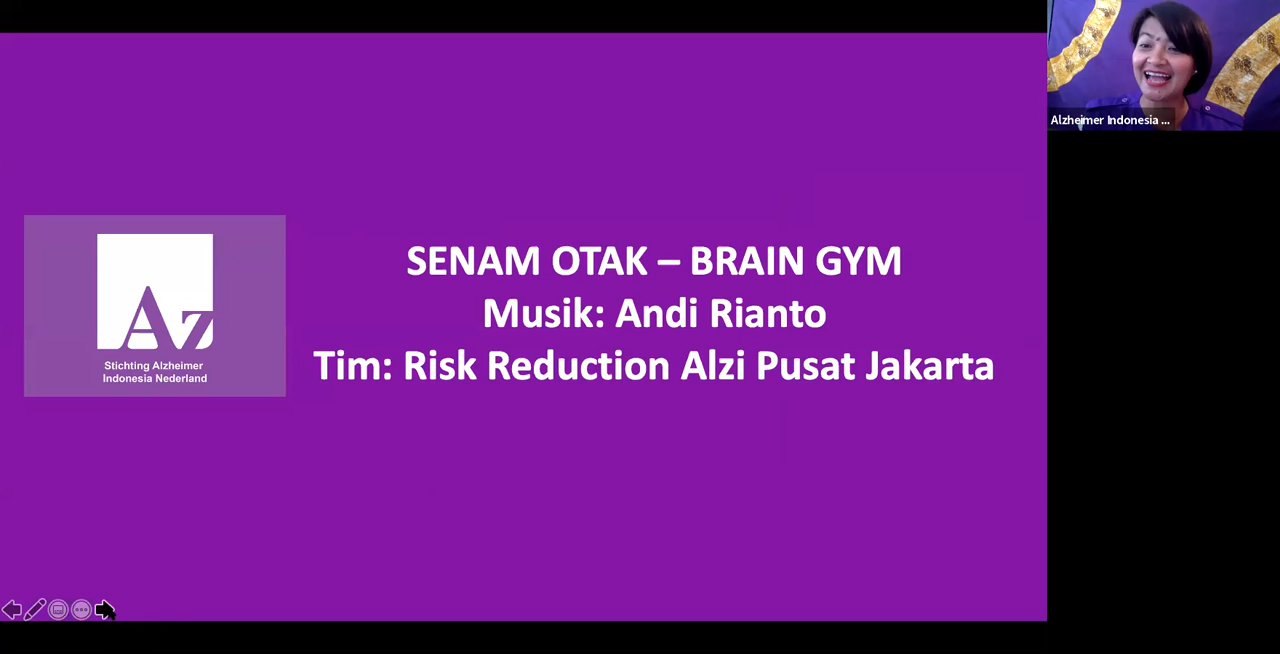 Alzheimer Indonesia ...
Az
Stichting Alzheimer
Indonesia Nederland
SENAM OTAK – BRAIN GYM
Musik: Andi Rianto
Tim: Risk Reduction Alzi Pusat Jakarta